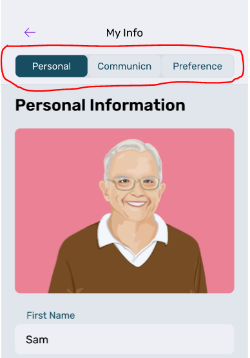 My Info
Personal Communicn Preference
Personal Information
First Name
Sam